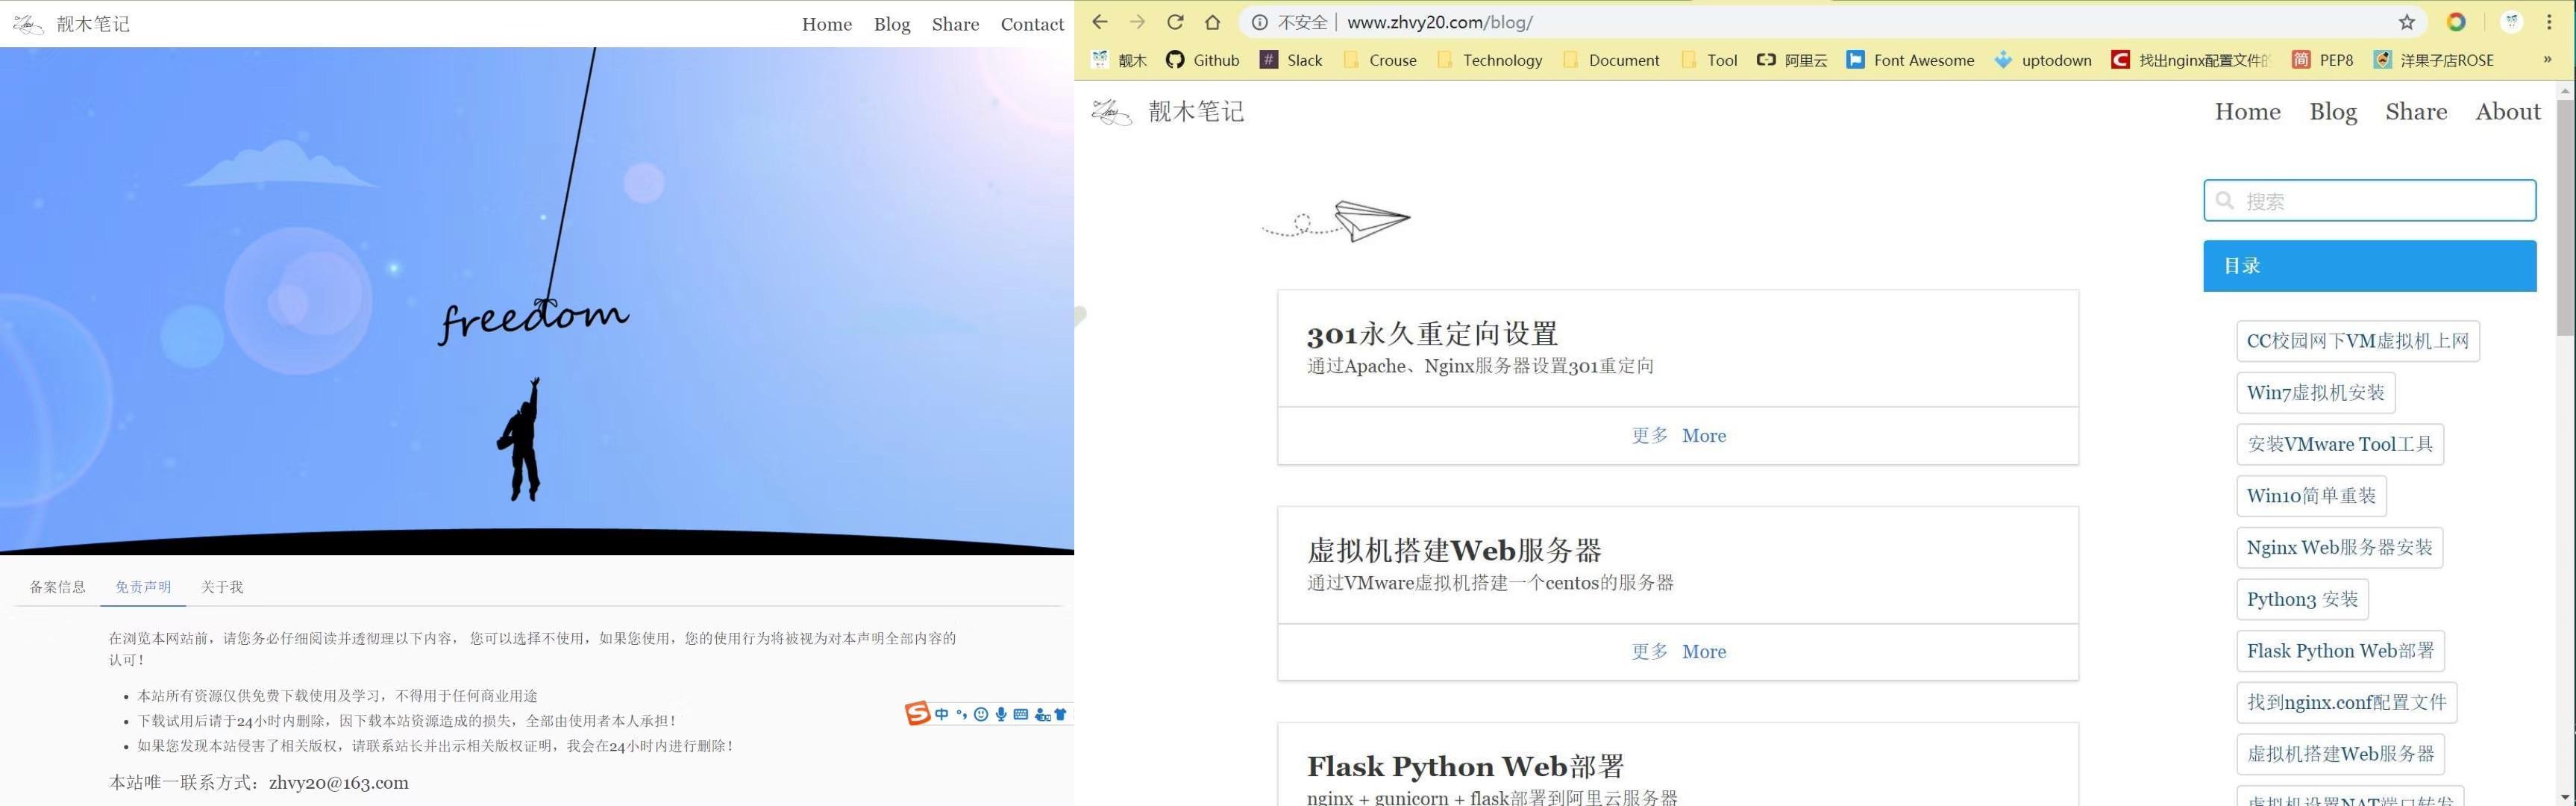 靓木笔记
Home Blog Share Contact
freedom
备案信息 免责声明 关于我
在浏览本网站前，请您务必仔细阅读并透彻理以下内容， 您可以选择不使用，如果您使用，您的使用行为将被视为对本声明全部内容的
认可！
本站所有资源仅供免费下载使用及学习，不得用于任何商业用途
下载试用后请于24小时内删除，因下载本站资源造成的损失，全部由使用者本人承担！
如果您发现本站侵害了相关版权，请联系站长并出示相关版权证明，我会在24小时内进行删除！
本站唯一联系方式：zhvy20@163.com
S 中
不安全 www.zhvy20.com/blog/
靓木 Github # Slack Crouse Technology Document Tool 阿里云 Font Awesome uptodown C 找出nginx配置文件 简 PEP8 洋果子店ROSE »
靓木笔记
Home Blog Share About
搜索
目录
301永久重定向设置
通过Apache、Nginx服务器设置301重定向
更多 More
虚拟机搭建Web服务器
通过VMware虚拟机搭建一个centos的服务器
更多 More
Flask Python Web部署
nginx + gunicorn + flask部署到阿里云服务器
CC校园网下VM虚拟机上网
Win7虚拟机安装
安装VMware Tool工具
Win10简单重装
Nginx Web服务器安装
Python3 安装
Flask Python Web部署
找到nginx.conf配置文件
虚拟机搭建Web服务器
虚拟机设置NAT端口转发